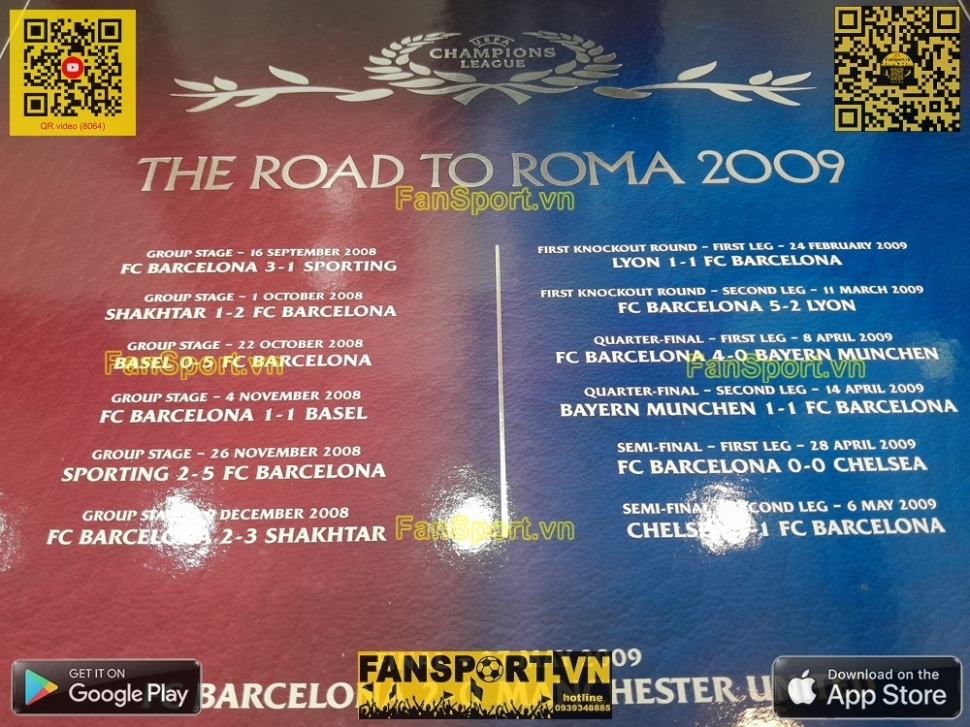 QR video (8064)
UEFA
CHAMPIONS
LEAGUE
THE ROAD TO ROMA 2009
FanSport.vn
GROUP STAGE – 16 SEPTEMBER 2008
FC BARCELONA 3-1 SPORTING
GROUP STAGE – 1 OCTOBER 2008
SHAKHTAR 1-2 FC BARCELONA
GROUP STAGE – 22 OCTOBER 2008
BASEL 0-5 FC BARCELONA
FanSport.vn
GROUP STAGE – 4 NOVEMBER 2008
FC BARCELONA 1-1 BASEL
GROUP STAGE – 26 NOVEMBER 2008
SPORTING 2-5 FC BARCELONA
GROUP DECEMBER 2008
FC BARCELONA 2-3 SHAKHTAR
FIRST KNOCKOUT ROUND – FIRST LEG – 24 FEBRUARY 2009
LYON 1-1 FC BARCELONA
FIRST KNOCKOUT ROUND – SECOND LEG – 11 MARCH 2009
FC BARCELONA 5-2 LYON
QUARTER-FINAL – FIRST LEG – 8 APRIL 2009
FC BARCELONA 4-0 BAYERN MUNCHEN
FanSport.vn
QUARTER-FINAL – SECOND LEG – 14 APRIL 2009
BAYERN MUNCHEN 1-1 FC BARCELONA
SEMI-FINAL – FIRST LEG – 28 APRIL 2009
FC BARCELONA 0-0 CHELSEA
SEMI-FINAL SECOND LEG – 6 MAY 2009
1 FC BARCELONA
FanSport.vn
2009
BARCELONA
FANSPORT.VN
hotline
0939348885
GET IT ON
Google Play
Download on the
App Store